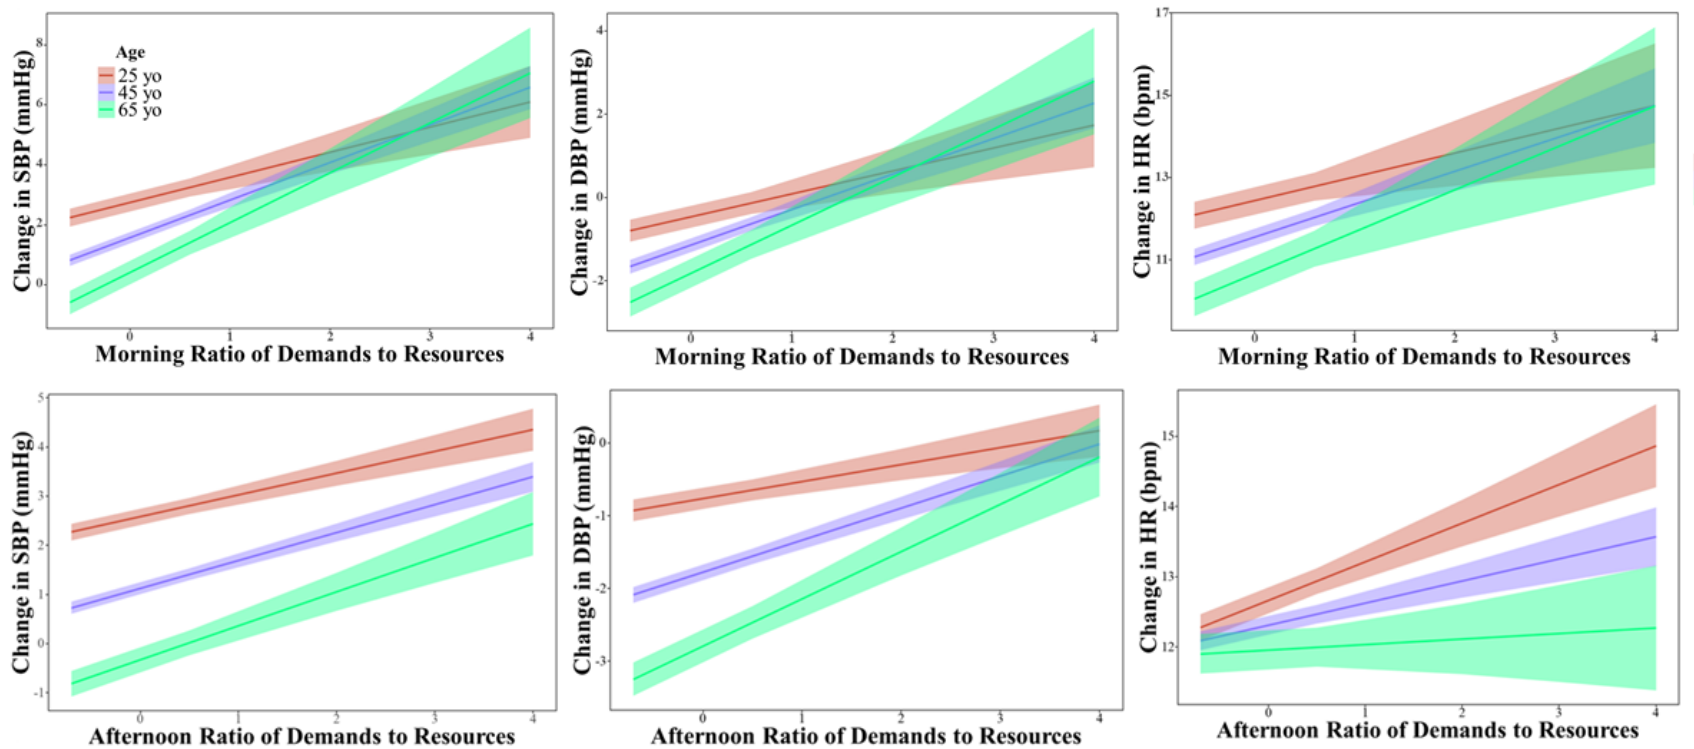 Change in SBP (mmHg)
8
6
4
2
0
Age
25 yo
45 yo
65 yo
0 1 2 3 4
Morning Ratio of Demands to Resources
Change in DBP (mmHg)
4
2
0
-2
0 1 2 3 4
Morning Ratio of Demands to Resources
Change in HR (bpm)
17
15
13
11
0 1 2 3 4
Morning Ratio of Demands to Resources
Change in SBP (mmHg)
5
4
3
2
1
0
-1
0 1 2 3 4
Afternoon Ratio of Demands to Resources
Change in DBP (mmHg)
0
-1
-2
-3
0 1 2 3 4
Afternoon Ratio of Demands to Resources
Change in HR (bpm)
15
14
13
12
0 1 2 3 4
Afternoon Ratio of Demands to Resources